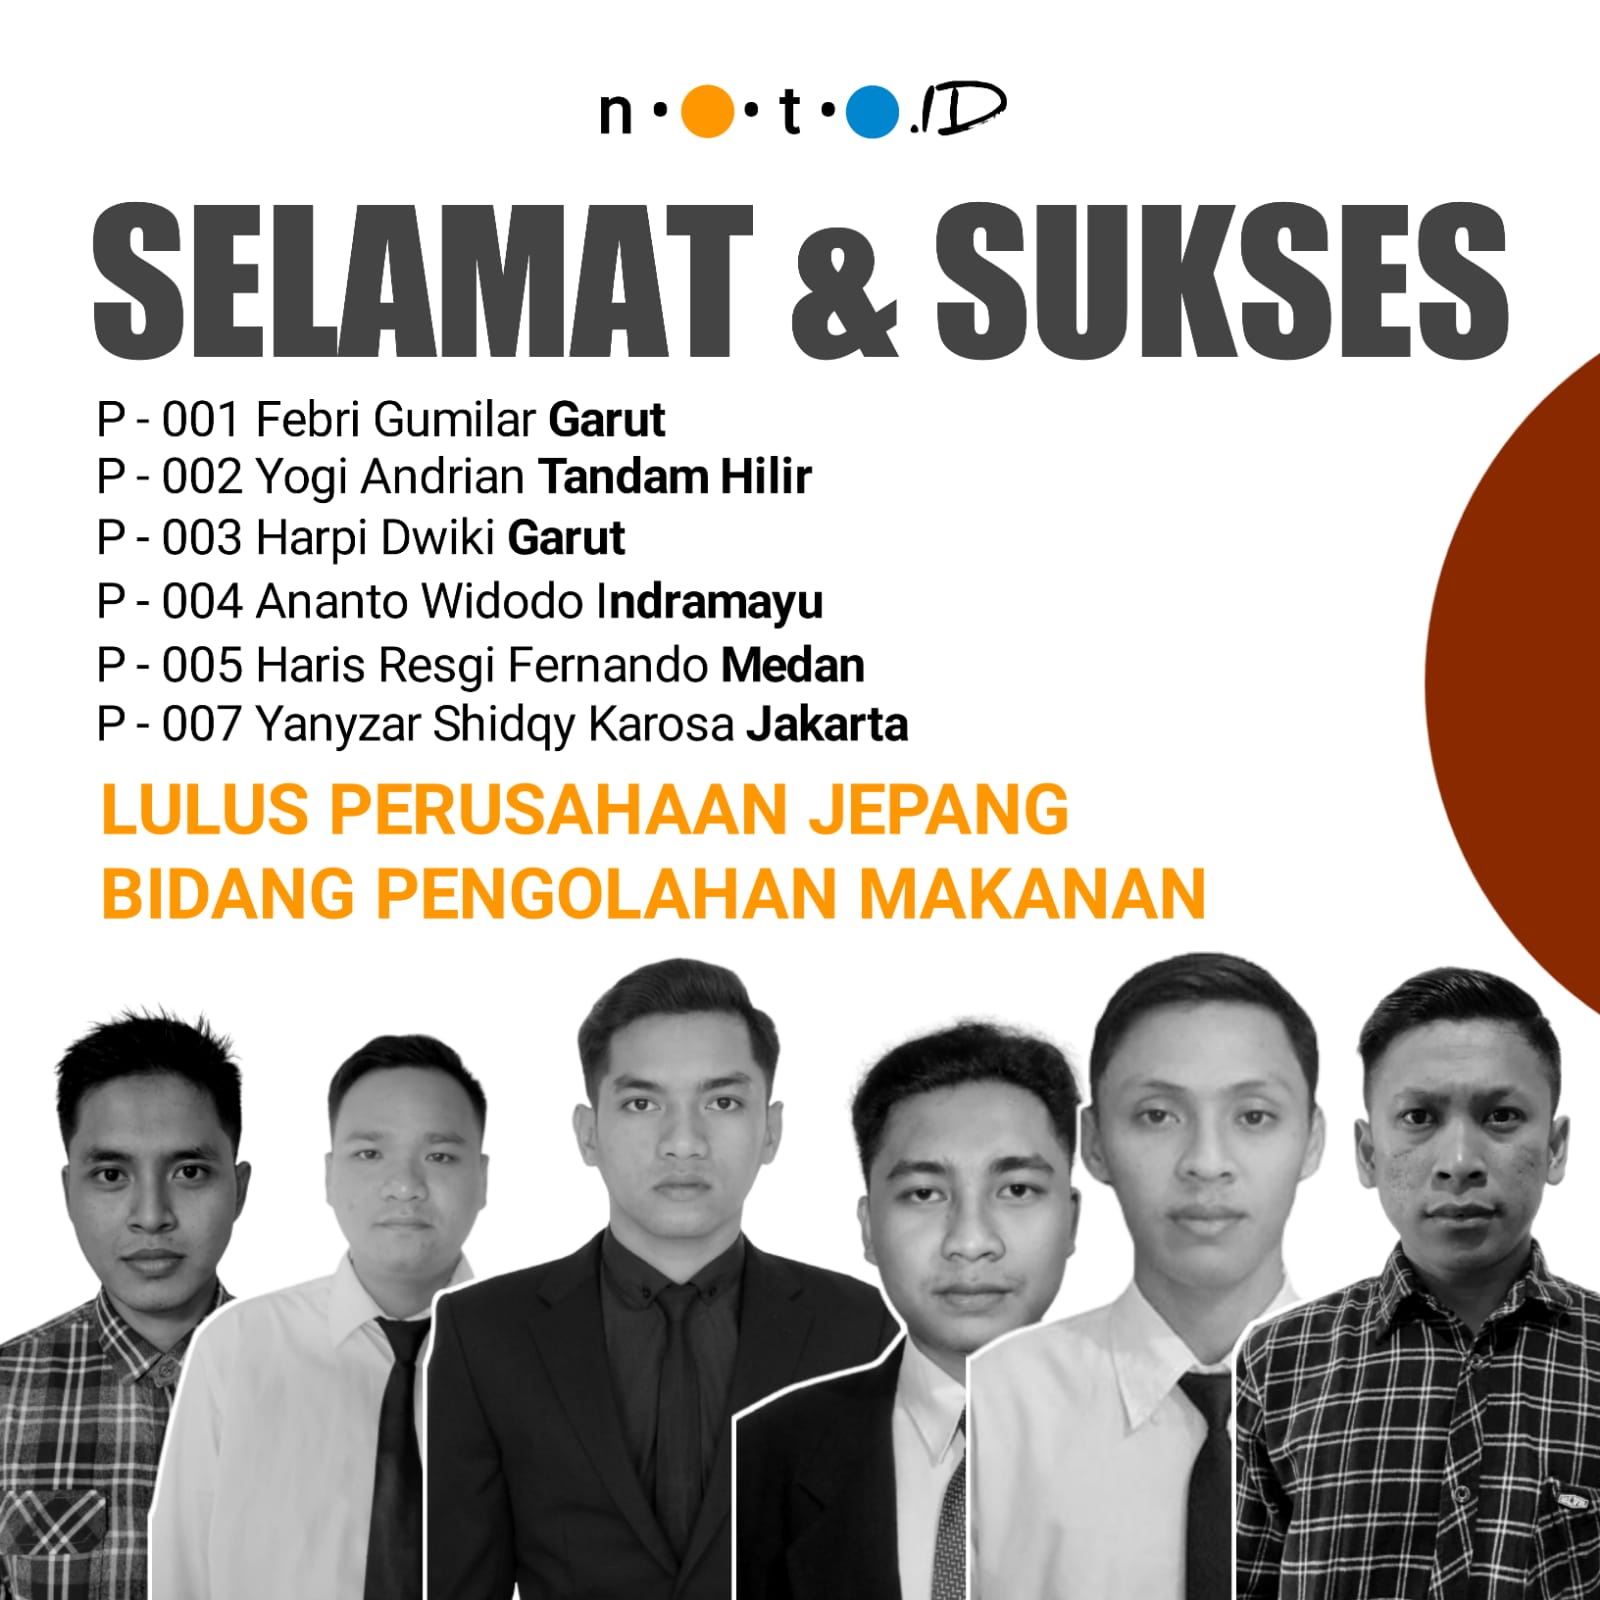 n・o・t・o.ID
SELAMAT & SUKSES
P - 001 Febri Gumilar Garut
P - 002 Yogi Andrian Tandam Hilir
P - 003 Harpi Dwiki Garut
P - 004 Ananto Widodo Indramayu
P - 005 Haris Resgi Fernando Medan
P - 007 Yanyzar Shidqy Karosa Jakarta
LULUS PERUSAHAAN JEPANG
BIDANG PENGOLAHAN MAKANAN